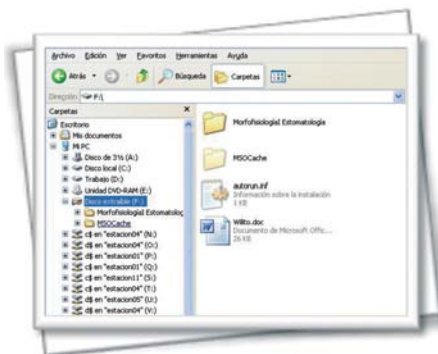 Archivo Edición Ver Favoritos Herramientas Ayuda
Atrás Búsqueda Carpetas
Dirección F:\
Carpetas
Escritorio
Mis documentos
Mi PC
Disco de 3½ (A:)
Disco local (C:)
Trabajo (D:)
Unidad DVD-RAM (E:)
Disco extraíble (F:)
MorfofisiologiaI Estomatolog
MSOCache
c$ en "estacion04" (N:)
d$ en "estacion04" (O:)
d$ en "estacion01" (P:)
c$ en "estacion01" (Q:)
c$ en "estacion11" (S:)
c$ en "estacion04" (T:)
d$ en "estacion05" (U:)
d$ en "estacion04" (V:)
MorfofisiologiaI Estomatologia
MSOCache
autorun.inf
Información sobre la instalación
1 KB
Wilito.doc
Documento de Microsoft Offic...
26 KB